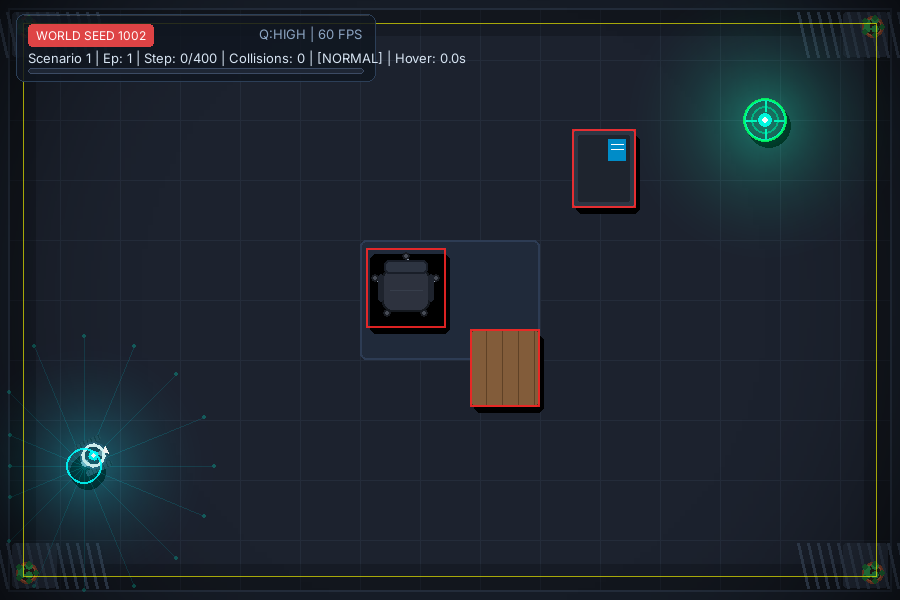 WORLD SEED 1002 Q:HIGH | 60 FPS
Scenario 1 | Ep: 1 | Step: 0/400 | Collisions: 0 | [NORMAL] | Hover: 0.0s